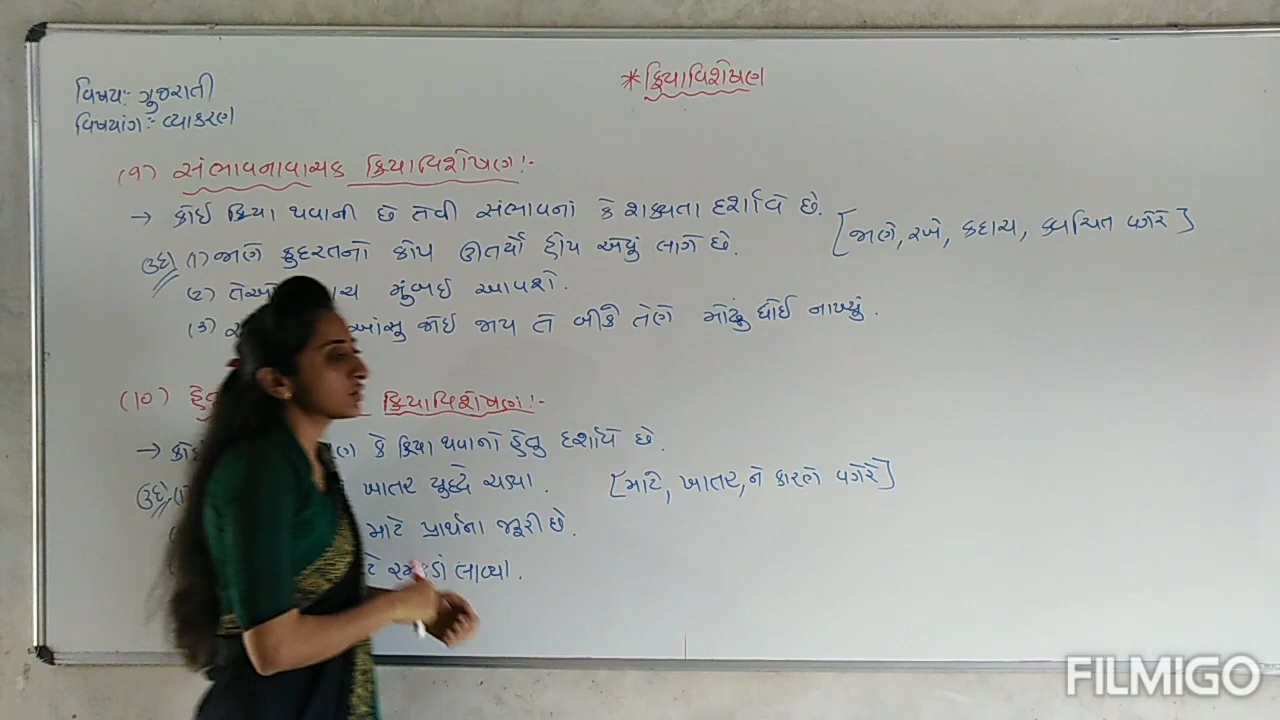 * ક્રિયાવિશેષણ
વિષય:- ગુજરાતી
વિષયાંગ:- વ્યાકરણ
(૧) સંભાવનાવાચક ક્રિયાવિશેષણ:-
→ કોઈ ક્રિયા થવાની છે તેવી સંભાવના કે શક્યતા દર્શાવે છે.
[જાણે, રખે, કદાચ, ક્વચિત વગેરે]
ઉદા (૧) જાણે કુદરતનો કોપ ઊતર્યો હોય એવું લાગે છે.
(૨) મુંબઈ આવશે.
(૩) આંસુ જોઈ જાય તે બીકે તેણે મોઢું ધોઈ નાખ્યું.
(૧૦) ક્રિયાવિશેષણ:-
→ કે ક્રિયા થવાનો હેતુ દર્શાવે છે.
ઉદા ખાતર યુદ્ધે ચડ્યા.
[માટે, ખાતર, ને કારણે વગેરે]
માટે પ્રાર્થના જરૂરી છે.
લાવ્યા.
FILMIGO